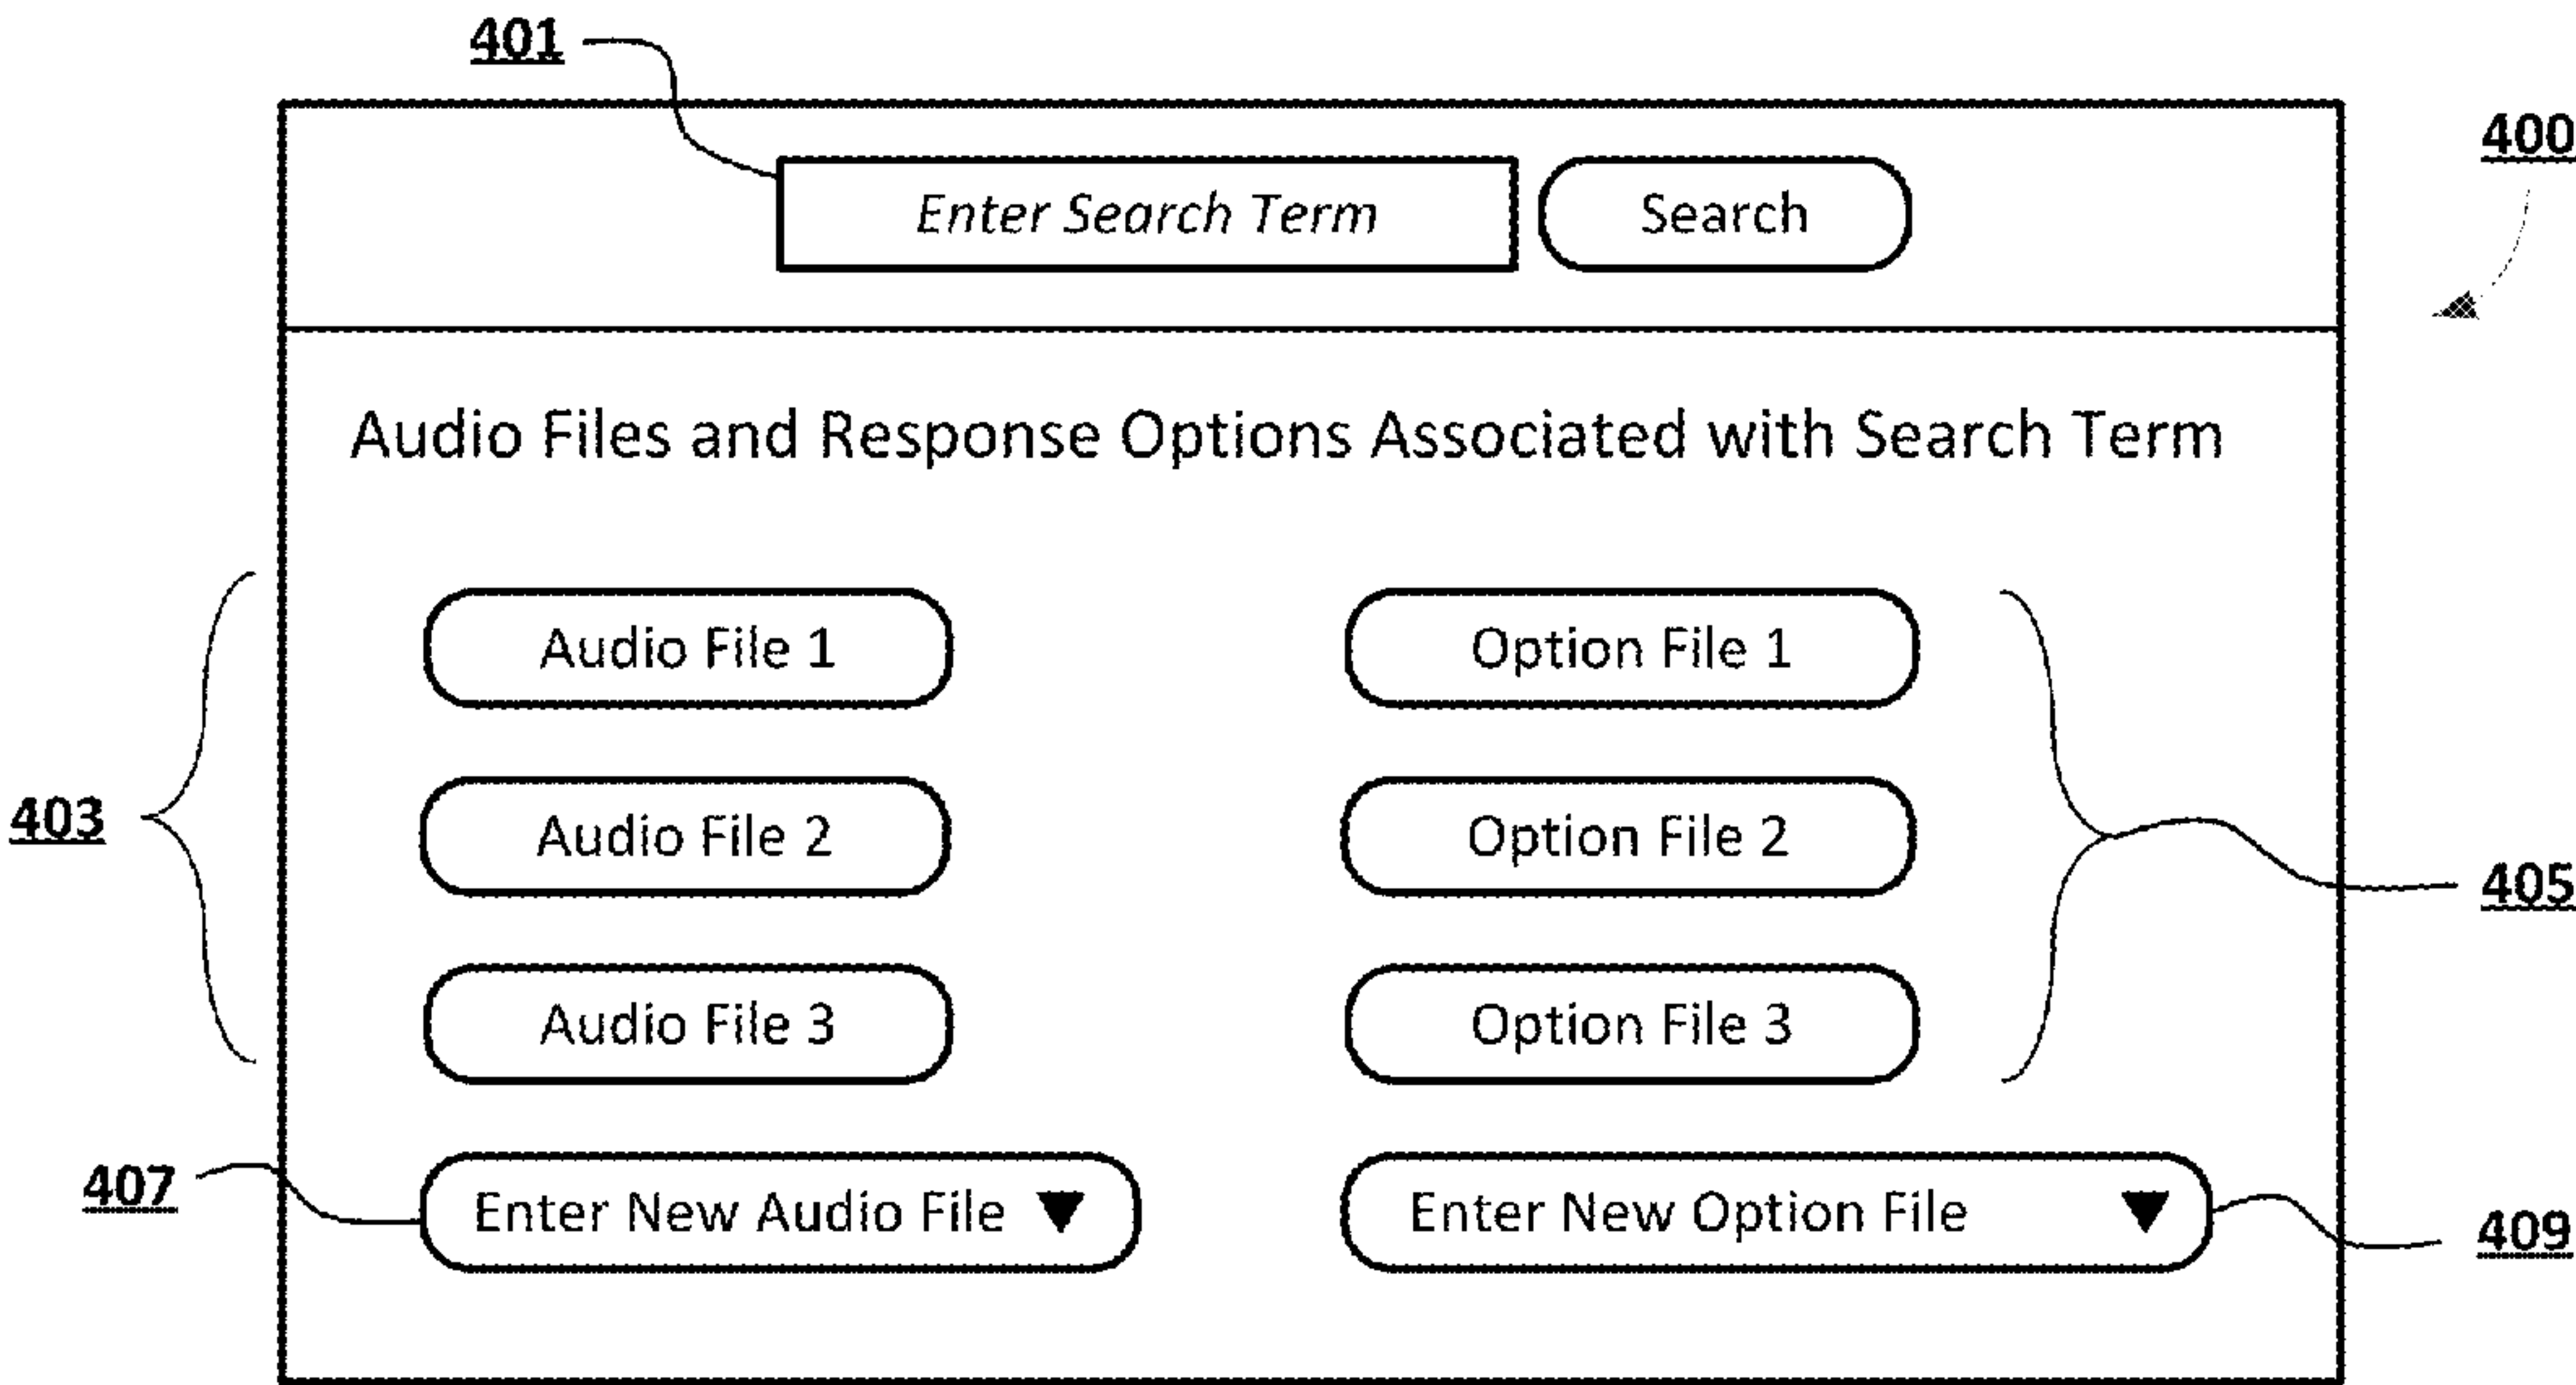 401
400
Enter Search Term Search
Audio Files and Response Options Associated with Search Term
Audio File 1 Option File 1
403
Audio File 2 Option File 2
405
Audio File 3 Option File 3
407
Enter New Audio File Enter New Option File
409